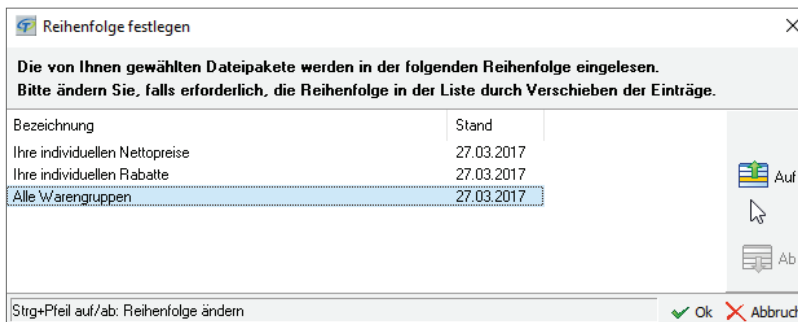 Reihenfolge festlegen
Die von Ihnen gewählten Dateipakete werden in der folgenden Reihenfolge eingelesen.
Bitte ändern Sie, falls erforderlich, die Reihenfolge in der Liste durch Verschieben der Einträge.
Bezeichnung Stand
Ihre individuellen Nettopreise 27.03.2017
Ihre individuellen Rabatte 27.03.2017
Alle Warengruppen 27.03.2017
Auf
Ab
Strg+Pfeil auf/ab: Reihenfolge ändern Ok Abbruch